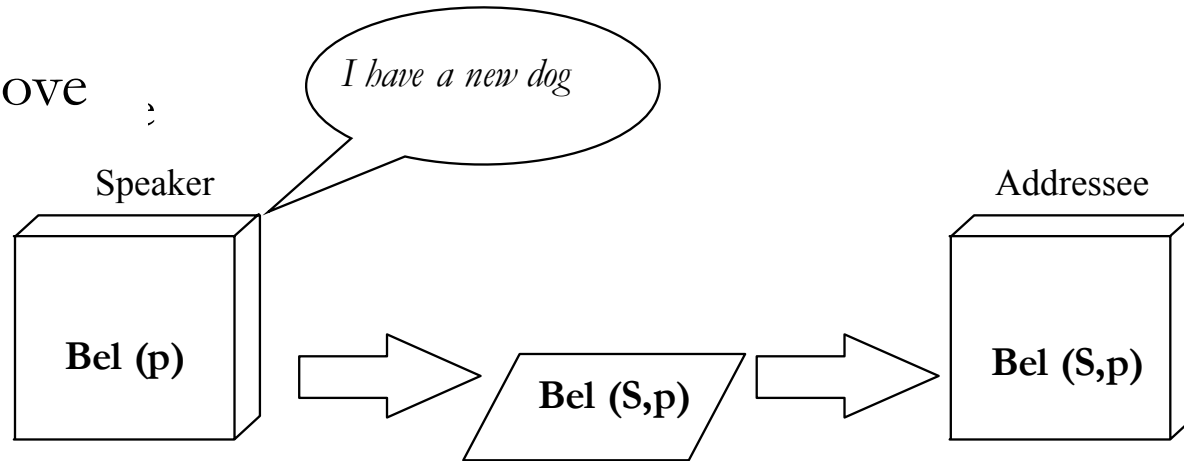 I have a new dog
ove
Speaker
Addressee
Bel (p)
Bel (S,p)
Bel (S,p)